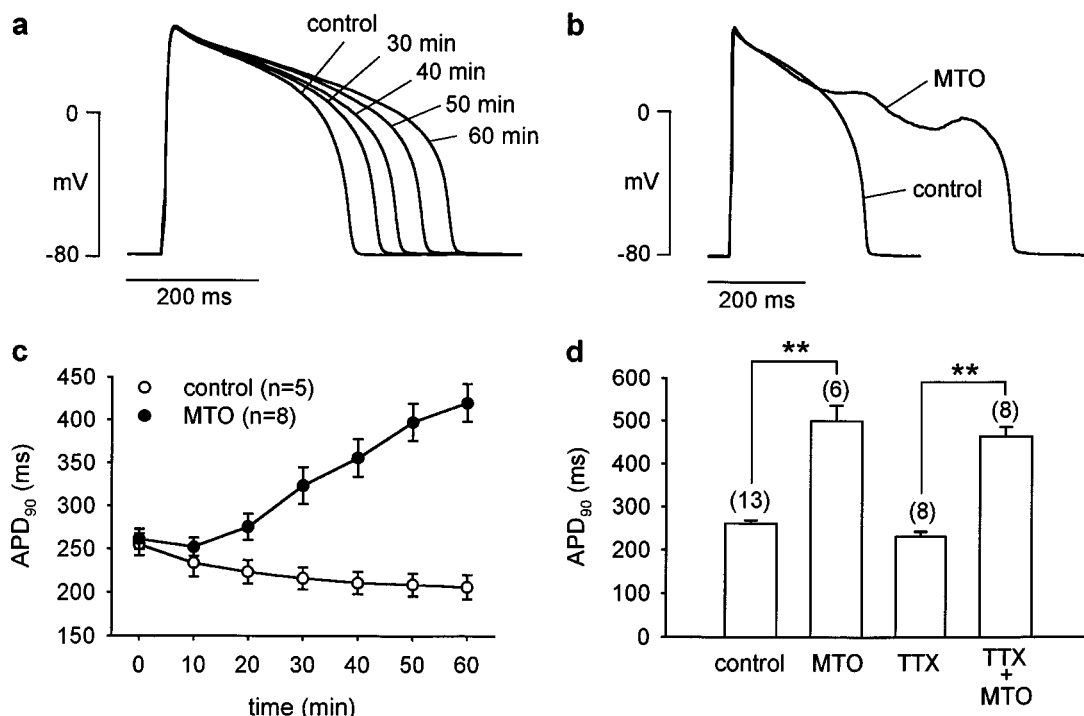 a
control
30 min
40 min
50 min
60 min
0
mV
-80
200 ms
b
MTO
control
0
mV
-80
200 ms
c
control (n=5)
MTO (n=8)
450
400
350
300
250
200
150
APD90 (ms)
0 10 20 30 40 50 60
time (min)
d
**
**
(13)
(6)
(8)
(8)
600
500
400
300
200
100
0
APD90 (ms)
control MTO TTX TTX + MTO